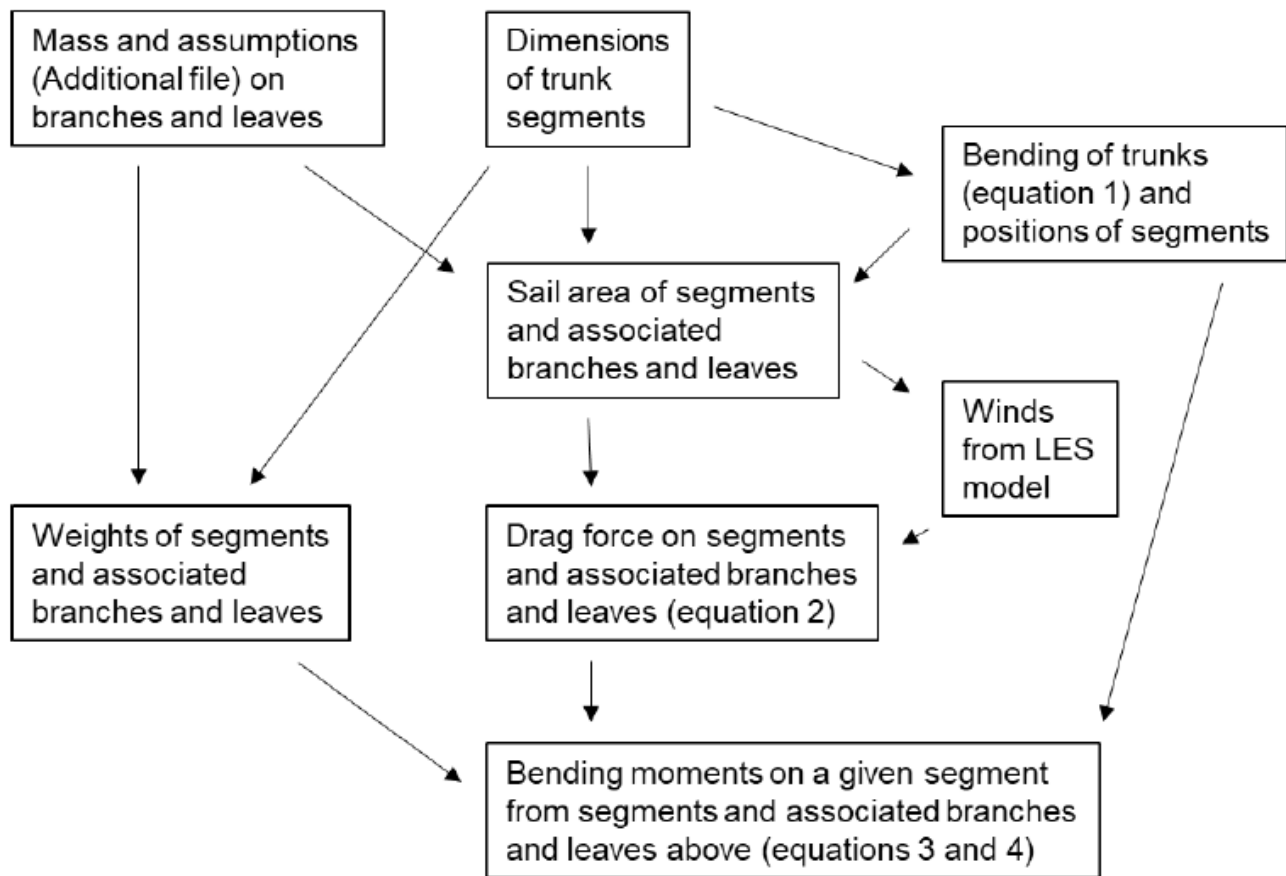 Mass and assumptions
(Additional file) on
branches and leaves
Dimensions
of trunk
segments
Bending of trunks
(equation 1) and
positions of segments
Sail area of segments
and associated
branches and leaves
Winds
from LES
model
Weights of segments
and associated
branches and leaves
Drag force on segments
and associated branches
and leaves (equation 2)
Bending moments on a given segment
from segments and associated branches
and leaves above (equations 3 and 4)